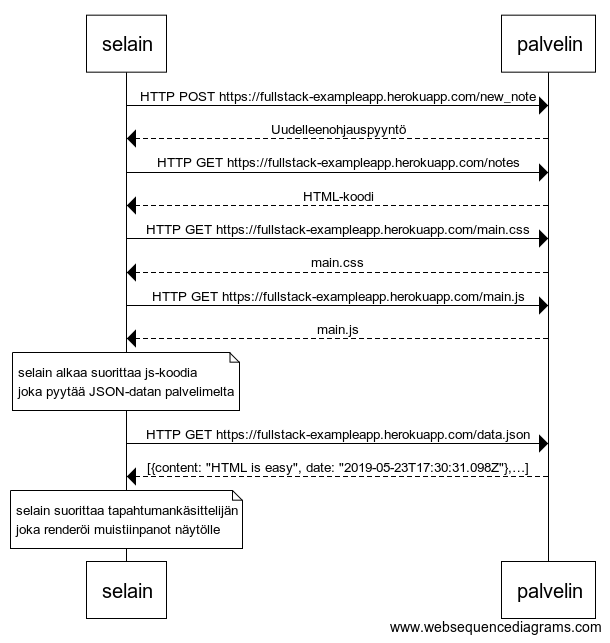 selain
palvelin
HTTP POST https://fullstack-exampleapp.herokuapp.com/new_note
Uudelleenohjauspyyntö
HTTP GET https://fullstack-exampleapp.herokuapp.com/notes
HTML-koodi
HTTP GET https://fullstack-exampleapp.herokuapp.com/main.css
main.css
HTTP GET https://fullstack-exampleapp.herokuapp.com/main.js
main.js
selain alkaa suorittaa js-koodia
joka pyytää JSON-datan palvelimelta
HTTP GET https://fullstack-exampleapp.herokuapp.com/data.json
[{content: "HTML is easy", date: "2019-05-23T17:30:31.098Z"},...]
selain suorittaa tapahtumankäsittelijän
joka renderöi muistiinpanot näytölle
selain
palvelin
www.websequencediagrams.com